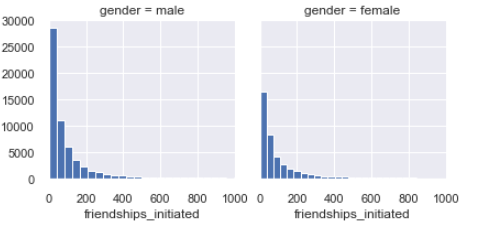 gender = male
gender = female
30000
25000
20000
15000
10000
5000
0
0 200 400 600 800 1000
0 200 400 600 800 1000
friendships_initiated
friendships_initiated